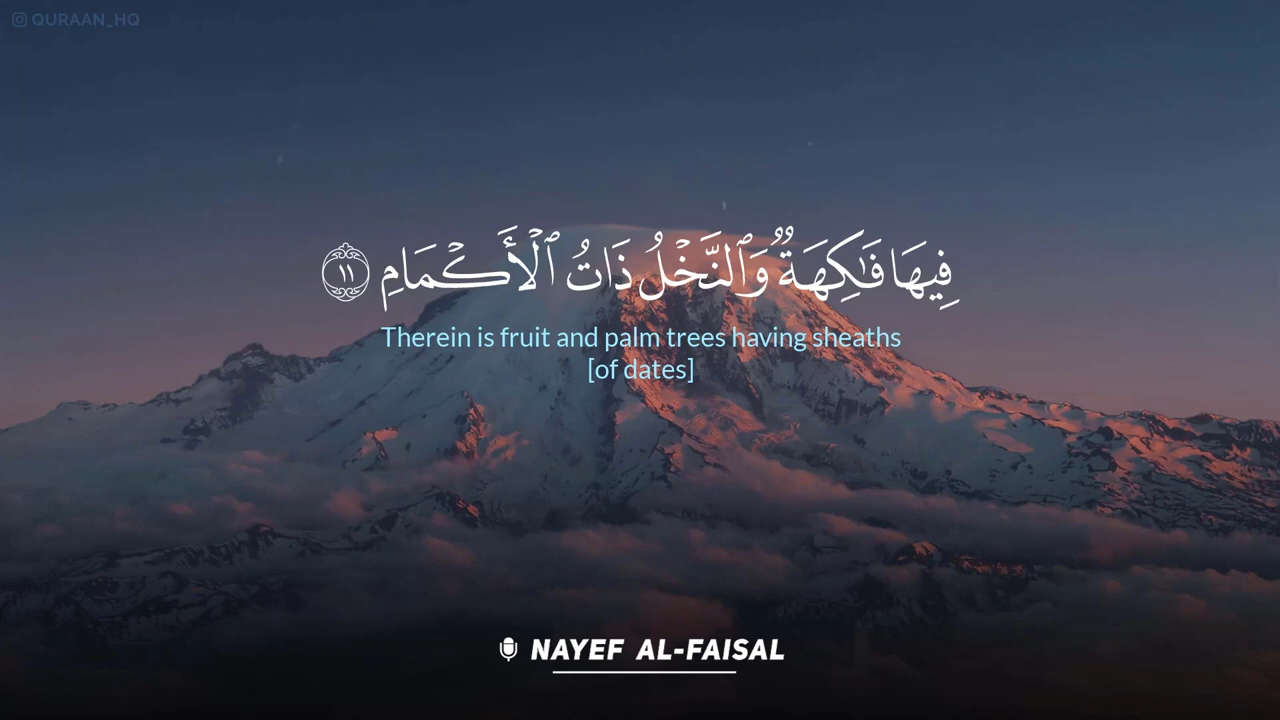 QURAAN_HQ
فِيهَا فَٰكِهَةٌ وَٱلنَّخْلُ ذَاتُ ٱلْأَكْمَامِ ١١
Therein is fruit and palm trees having sheaths
[of dates]
NAYEF AL-FAISAL